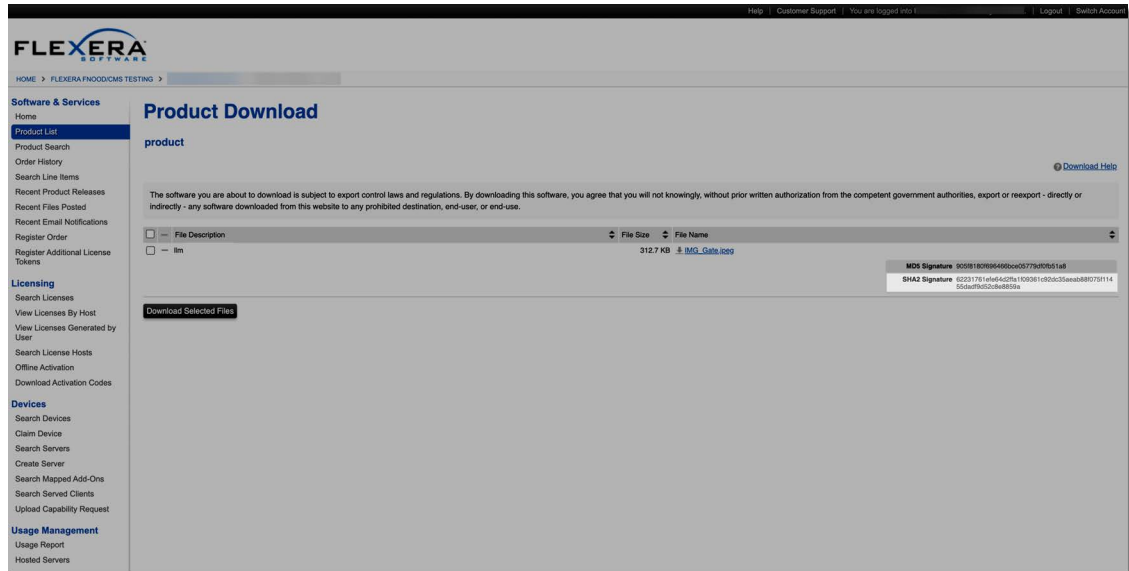 Help | Customer Support | You are logged into | Logout | Switch Account
FLEXERA
SOFTWARE
HOME > FLEXERA FNOOD/CMS TESTING >
Software & Services
Home
Product List
Product Search
Order History
Search Line Items
Recent Product Releases
Recent Files Posted
Recent Email Notifications
Register Order
Register Additional License
Tokens
Licensing
Search Licenses
View Licenses By Host
View Licenses Generated by
User
Search License Hosts
Offline Activation
Download Activation Codes
Devices
Search Devices
Claim Device
Search Servers
Create Server
Search Mapped Add-Ons
Search Served Clients
Upload Capability Request
Usage Management
Usage Report
Hosted Servers
Product Download
product
Download Help
The software you are about to download is subject to export control laws and regulations. By downloading this software, you agree that you will not knowingly, without prior written authorization from the competent government authorities, export or reexport - directly or
indirectly - any software downloaded from this website to any prohibited destination, end-user, or end-use.
File Description File Size File Name
llm 312.7 KB IMG_Gate.jpeg
MD5 Signature
SHA2 Signature
55dadf9d52c8e8859a
Download Selected Files